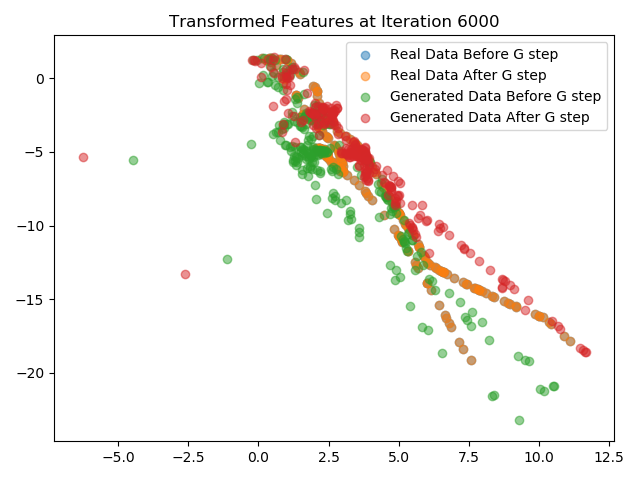 Transformed Features at Iteration 6000
Real Data Before G step
Real Data After G step
Generated Data Before G step
Generated Data After G step
0
−5
−10
−15
−20
−5.0 −2.5 0.0 2.5 5.0 7.5 10.0 12.5